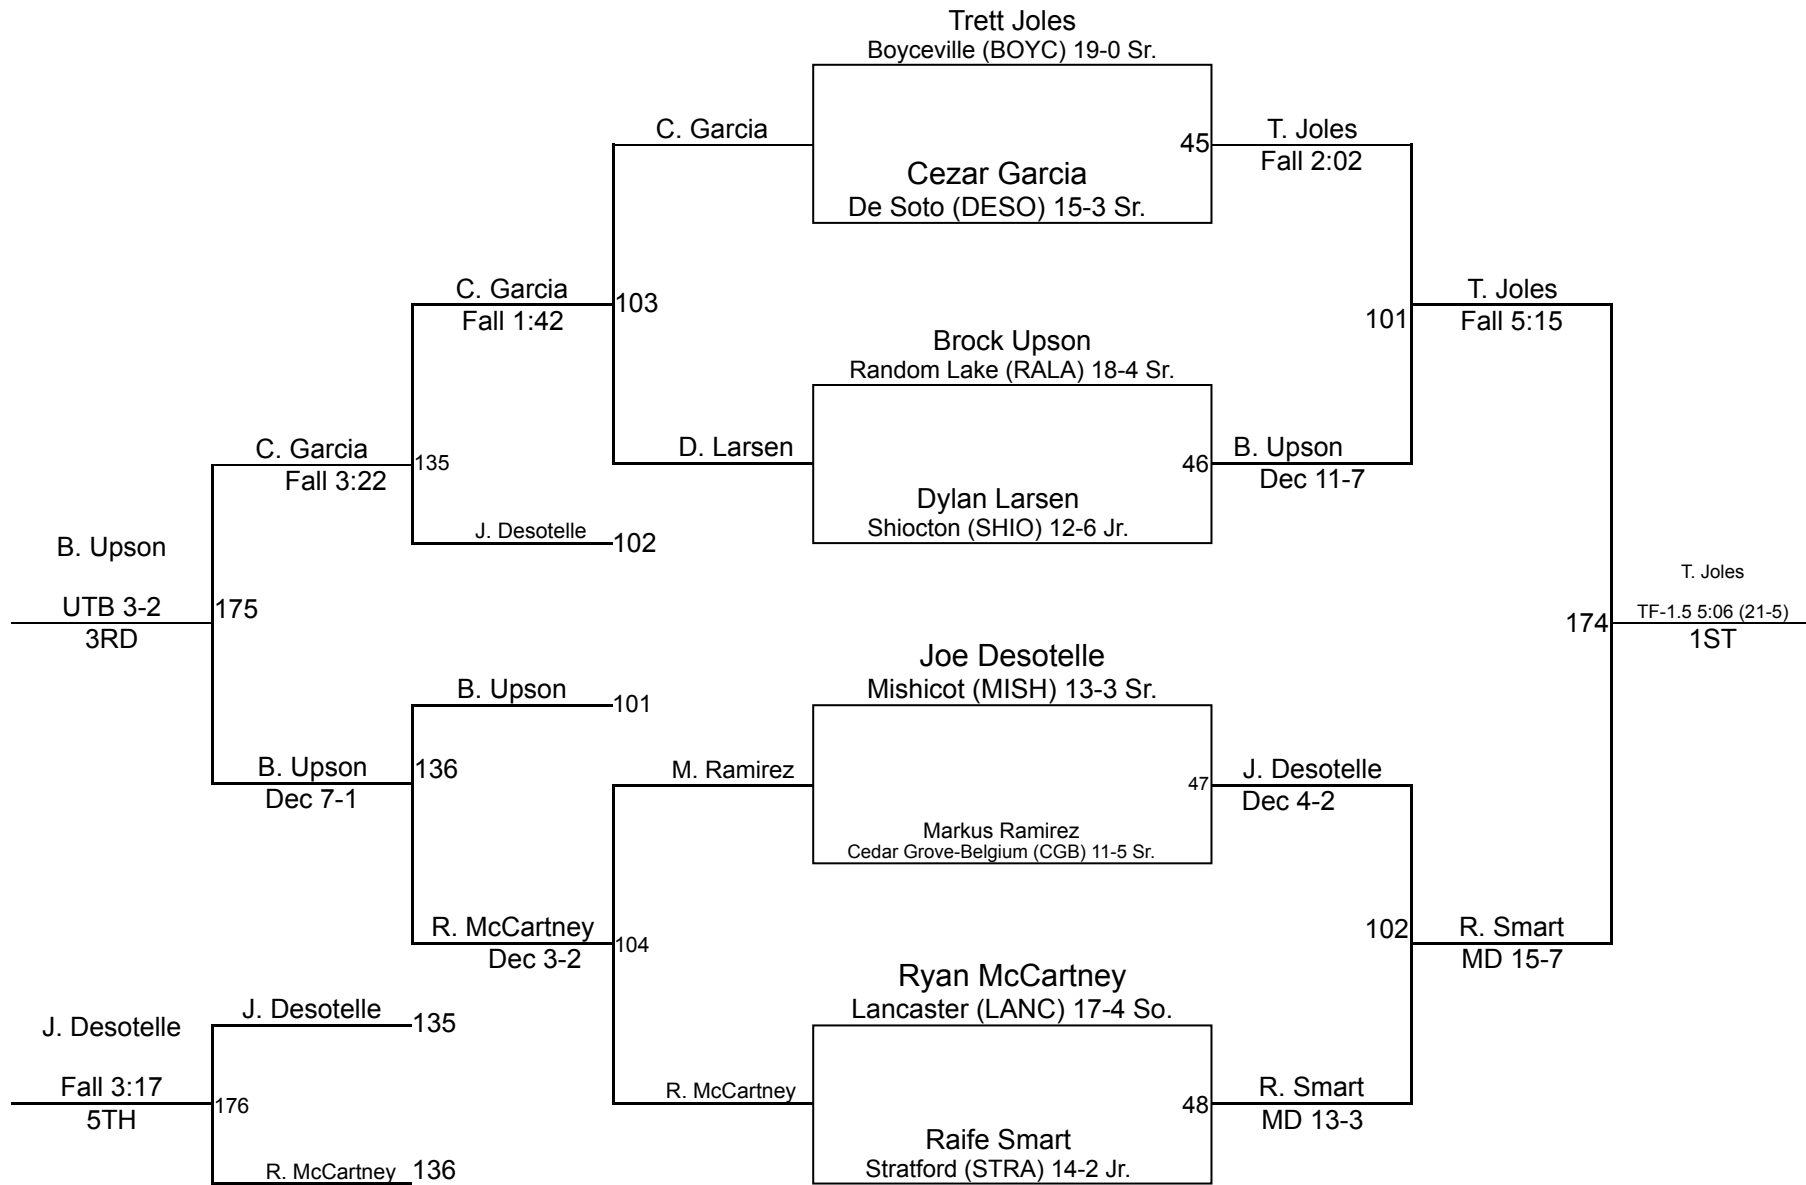 Trett Joles
Boyceville (BOYC) 19-0 Sr.
C. Garcia
45
T. Joles
Fall 2:02
Cezar Garcia
De Soto (DESO) 15-3 Sr.
C. Garcia
Fall 1:42
103
101
T. Joles
Fall 5:15
Brock Upson
Random Lake (RALA) 18-4 Sr.
C. Garcia
Fall 3:22
135
D. Larsen
46
B. Upson
Dec 11-7
Dylan Larsen
Shiocton (SHIO) 12-6 Jr.
J. Desotelle
102
B. Upson
UTB 3-2
3RD
175
174
T. Joles
TF-1.5 5:06 (21-5)
1ST
Joe Desotelle
Mishicot (MISH) 13-3 Sr.
B. Upson
101
B. Upson
Dec 7-1
136
M. Ramirez
47
J. Desotelle
Dec 4-2
Markus Ramirez
Cedar Grove-Belgium (CGB) 11-5 Sr.
R. McCartney
Dec 3-2
104
102
R. Smart
MD 15-7
Ryan McCartney
Lancaster (LANC) 17-4 So.
J. Desotelle
135
J. Desotelle
Fall 3:17
5TH
176
R. McCartney
48
R. Smart
MD 13-3
Raife Smart
Stratford (STRA) 14-2 Jr.
R. McCartney
136